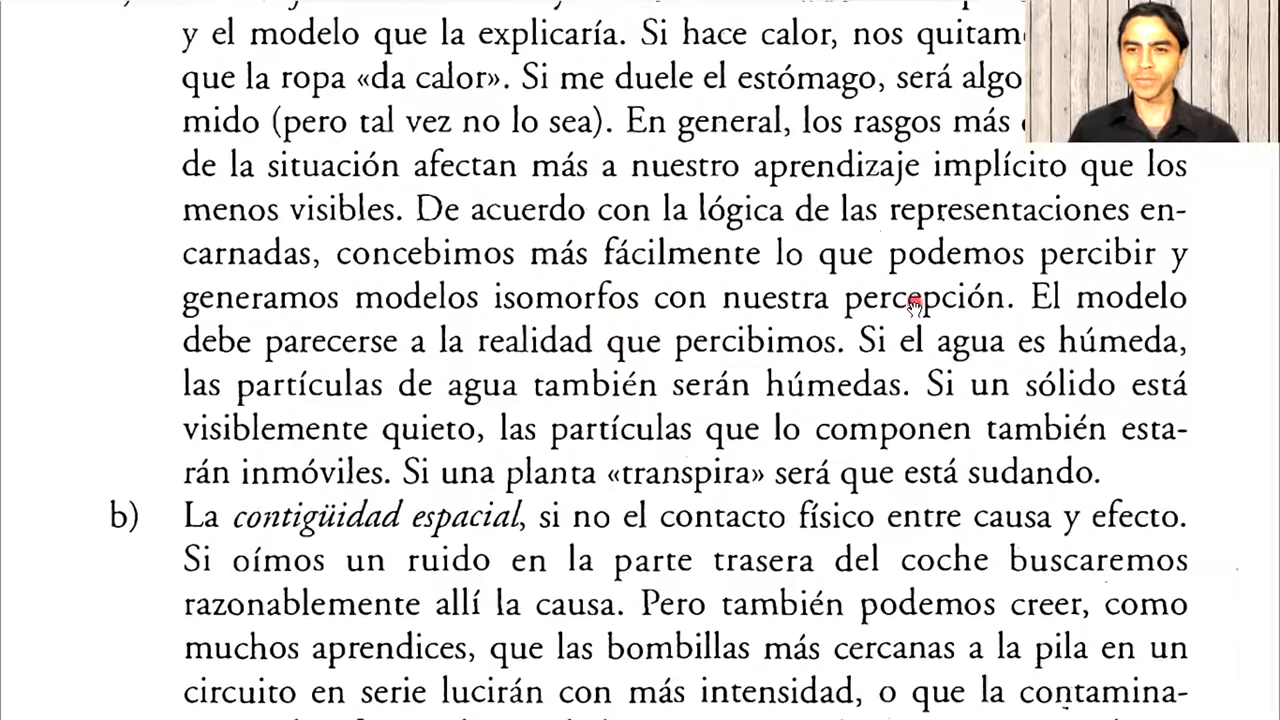 y el modelo que la explicaría. Si hace calor, nos
que la ropa «da calor». Si me duele el estómago, será algo
mido (pero tal vez no lo sea). En general, los rasgos más
de la situación afectan más a nuestro aprendizaje implícito que los
menos visibles. De acuerdo con la lógica de las representaciones en-
carnadas, concebimos más fácilmente lo que podemos percibir y
generamos modelos isomorfos con nuestra percepción. El modelo
debe parecerse a la realidad que percibimos. Si el agua es húmeda,
las partículas de agua también serán húmedas. Si un sólido está
visiblemente quieto, las partículas que lo componen también esta-
rán inmóviles. Si una planta «transpira» será que está sudando.
b) La contigüidad espacial, si no el contacto físico entre causa y efecto.
Si oímos un ruido en la parte trasera del coche buscaremos
razonablemente allí la causa. Pero también podemos creer, como
muchos aprendices, que las bombillas más cercanas a la pila en un
circuito en serie lucirán con más intensidad, o que la contamina-